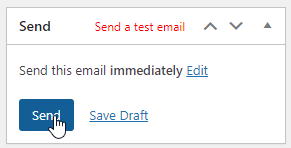 Send Send a test email
Send this email immediately Edit
Send Save Draft